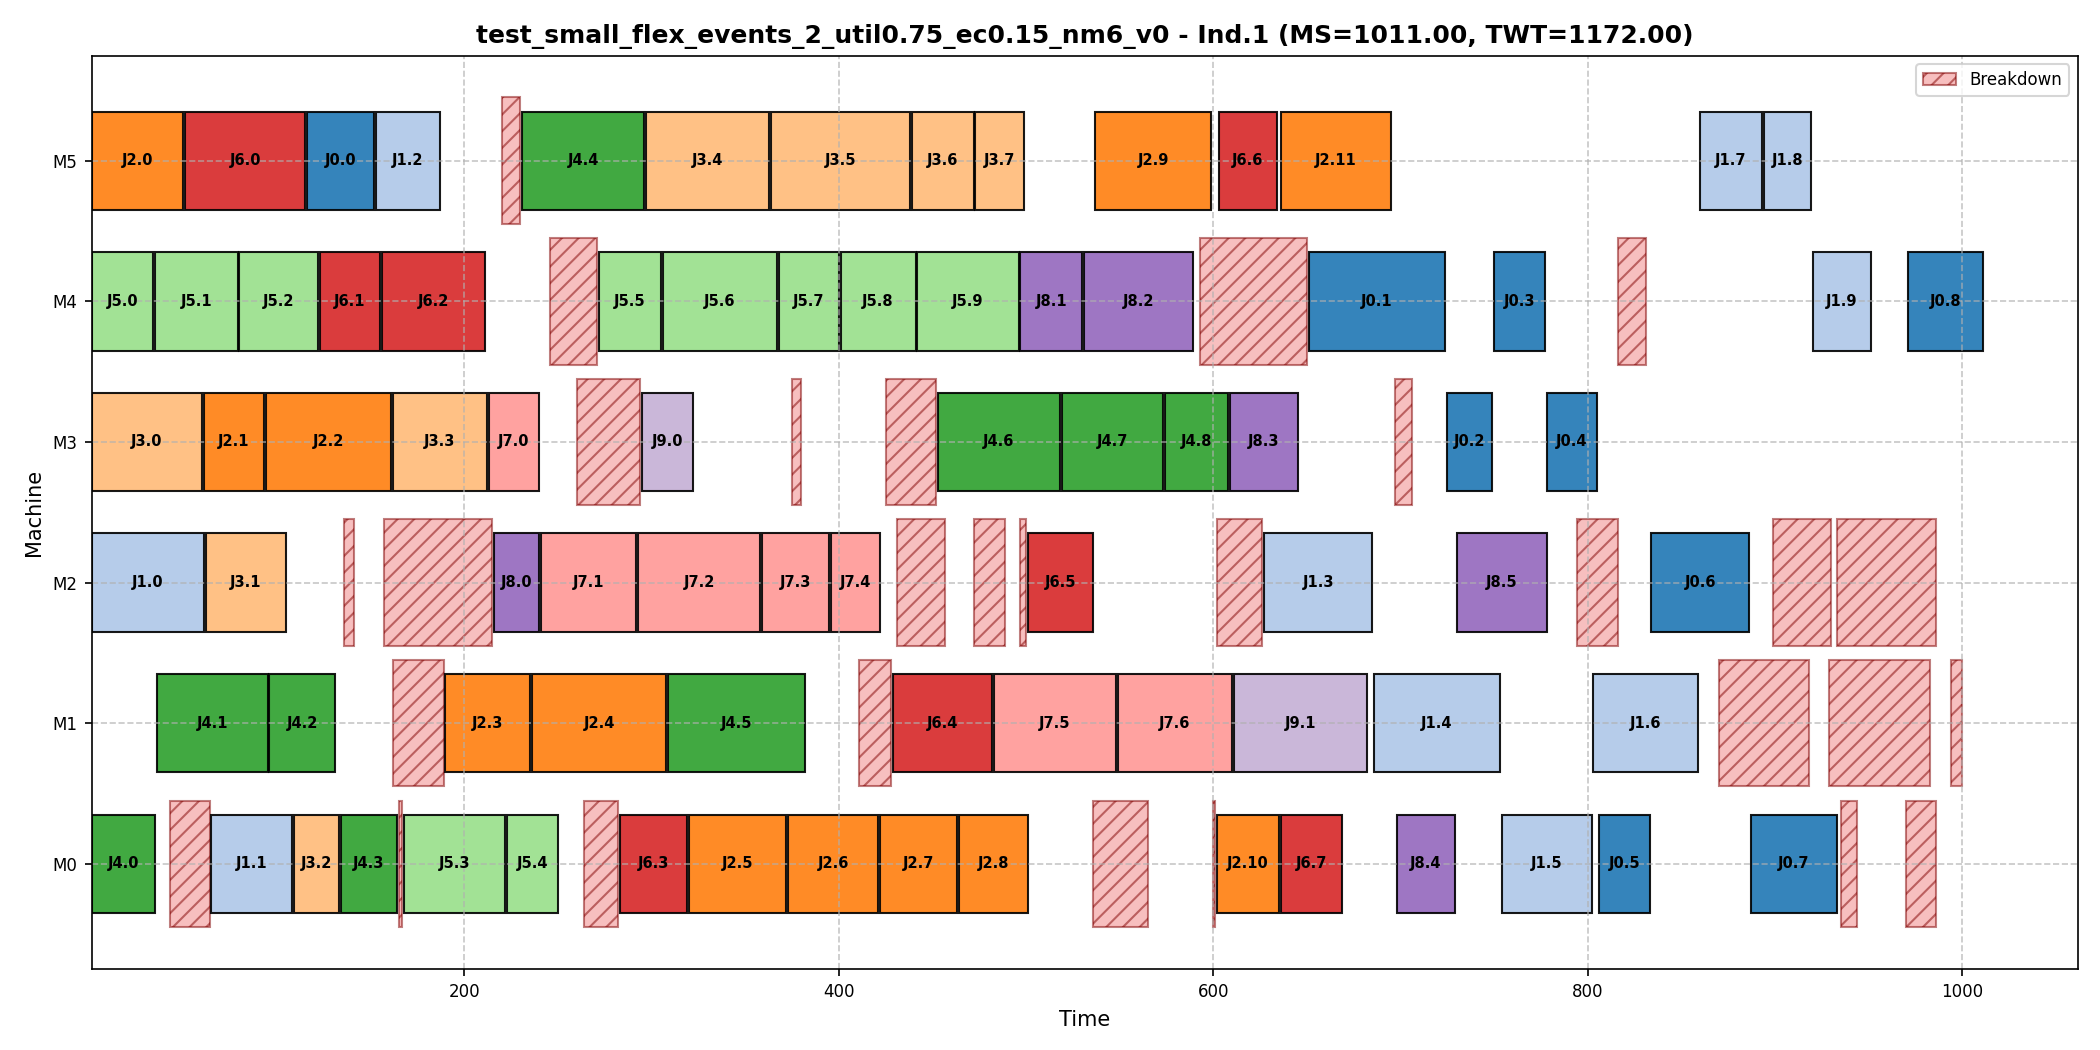 test_small_flex_events_2_util0.75_ec0.15_nm6_v0 - Ind.1 (MS=1011.00, TWT=1172.00)
Breakdown
M5 J2.0 J6.0 J0.0 J1.2 J4.4 J3.4 J3.5 J3.6 J3.7 J2.9 J6.6 J2.11 J1.7 J1.8
M4 J5.0 J5.1 J5.2 J6.1 J6.2 J5.5 J5.6 J5.7 J5.8 J5.9 J8.1 J8.2 J0.1 J0.3 J1.9 J0.8
M3 J3.0 J2.1 J2.2 J3.3 J7.0 J9.0 J4.6 J4.7 J4.8 J8.3 J0.2 J0.4
M2 J1.0 J3.1 J8.0 J7.1 J7.2 J7.3 J7.4 J6.5 J1.3 J8.5 J0.6
M1 J4.1 J4.2 J2.3 J2.4 J4.5 J6.4 J7.5 J7.6 J9.1 J1.4 J1.6
M0 J4.0 J1.1 J3.2 J4.3 J5.3 J5.4 J6.3 J2.5 J2.6 J2.7 J2.8 J2.10 J6.7 J8.4 J1.5 J0.5 J0.7
Machine
200 400 600 800 1000
Time